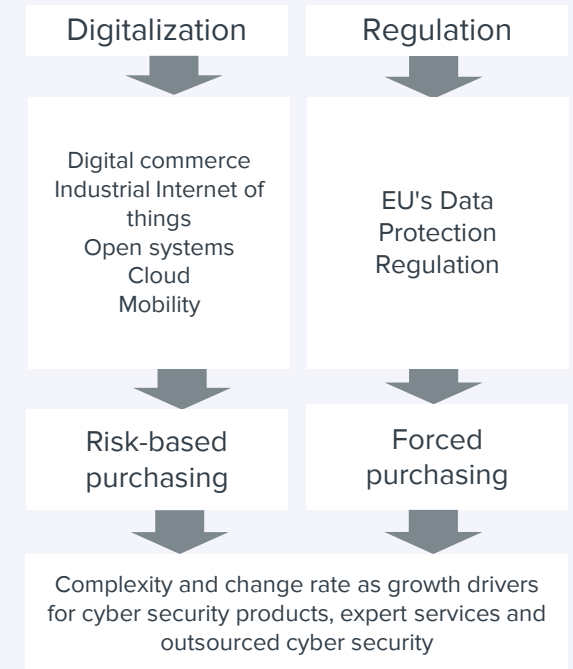 Digitalization
Regulation
Digital commerce
Industrial Internet of
things
Open systems
Cloud
Mobility
EU's Data
Protection
Regulation
Risk-based
purchasing
Forced
purchasing
Complexity and change rate as growth drivers
for cyber security products, expert services and
outsourced cyber security